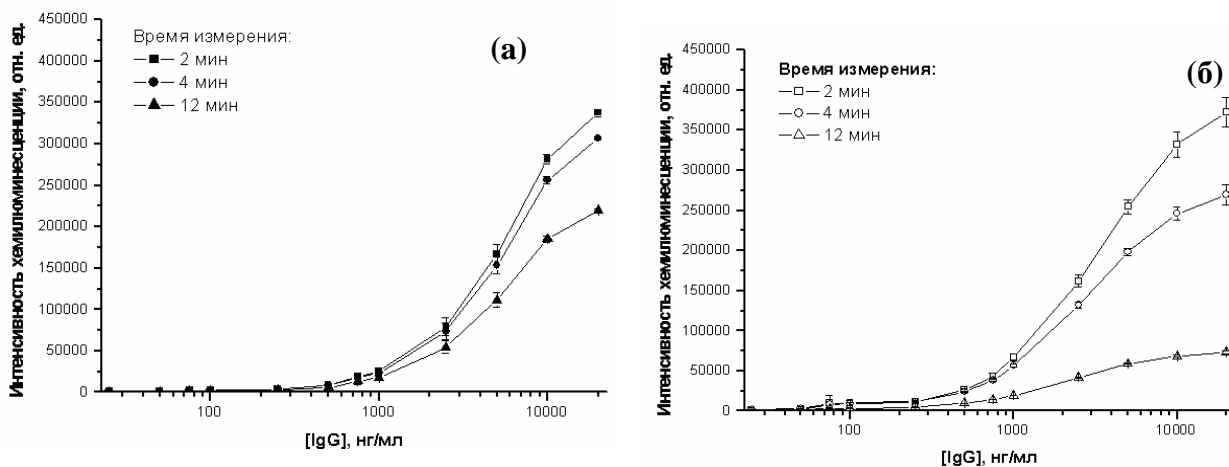 Интенсивность хемилюминесценции, отн. ед.
450000
400000
350000
300000
250000
200000
150000
100000
50000
0
Время измерения:
2 мин
4 мин
12 мин
(а)
100
1000
10000
[IgG], нг/мл
Интенсивность хемилюминесценции, отн. ед.
450000
400000
350000
300000
250000
200000
150000
100000
50000
0
Время измерения:
2 мин
4 мин
12 мин
(б)
100
1000
10000
[IgG], нг/мл